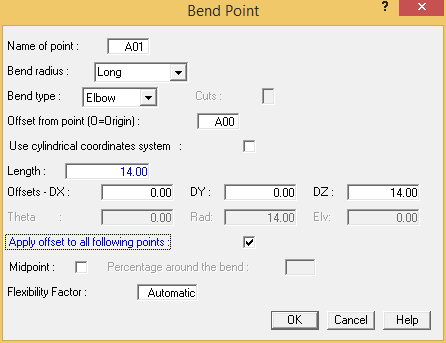 Bend Point
?
Name of point : A01
Bend radius : Long
Bend type : Elbow Cuts :
Offset from point (0=Origin) : A00
Use cylindrical coordinates system :
Length : 14.00
Offsets - DX : 0.00 DY : 0.00 DZ : 14.00
Theta : 0.00 Rad: 14.00 Elv: 0.00
Apply offset to all following points :
Midpoint : Percentage around the bend :
Flexibility Factor : Automatic
OK Cancel Help